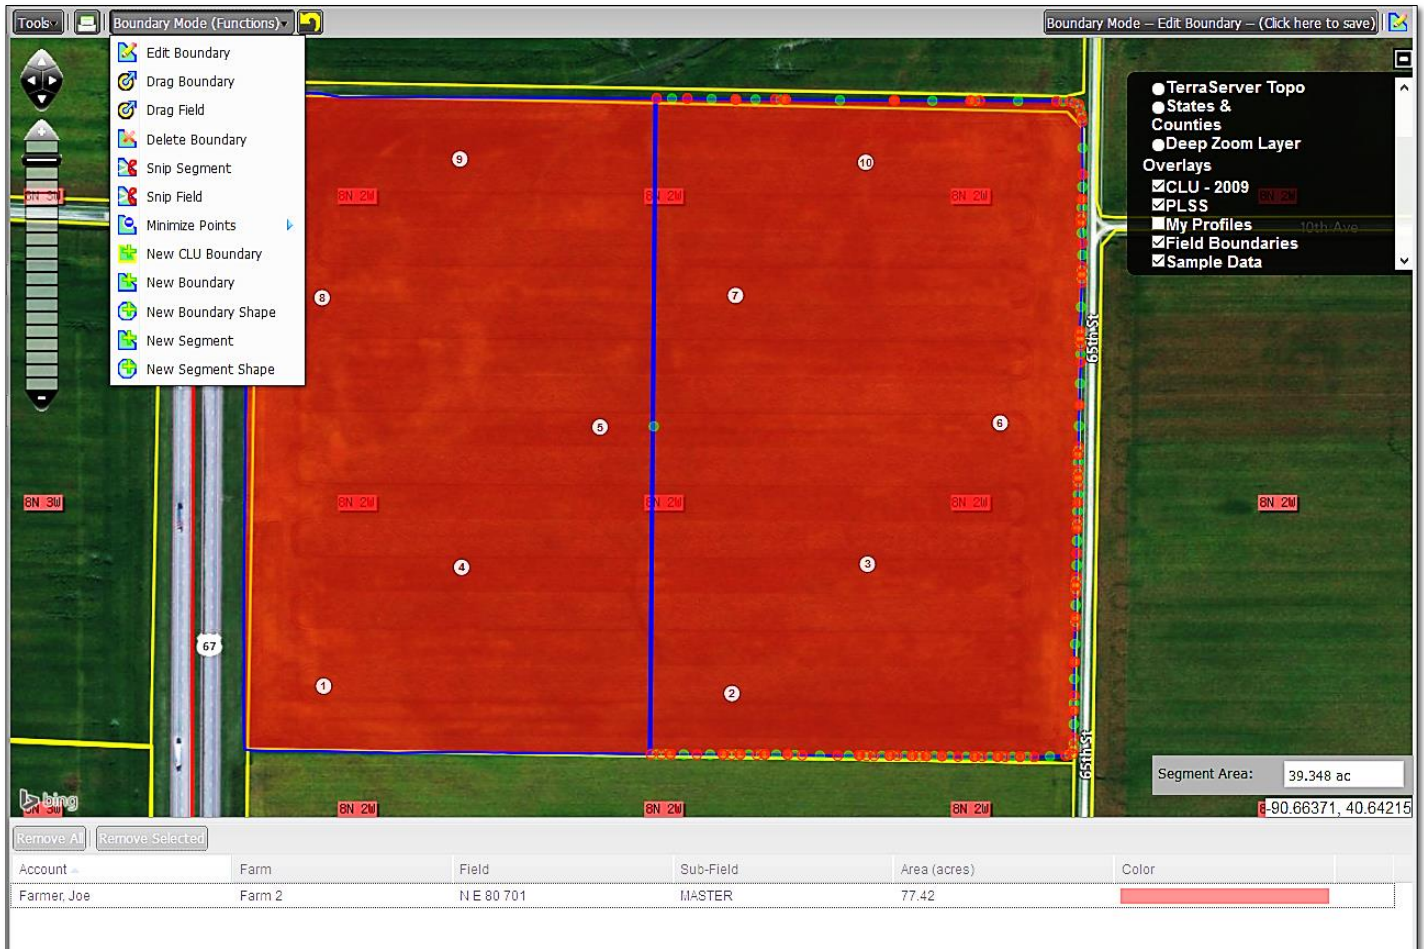 Tools
Boundary Mode (Functions)
Boundary Mode -- Edit Boundary -- (Click here to save)
Edit Boundary
Drag Boundary
Drag Field
Delete Boundary
Snip Segment
Snip Field
Minimize Points
New CLU Boundary
New Boundary
New Boundary Shape
New Segment
New Segment Shape
TerraServer Topo
States &
Counties
Deep Zoom Layer
Overlays
CLU - 2009
PLSS
My Profiles
Field Boundaries
Sample Data
10th Ave
9
10
8N 3W
8N 2W
8N 2W
8N 2W
8N 2W
8
7
65th St
5
6
8N 3W
8N 2W
8N 2W
8N 2W
8N 2W
4
3
67
1
2
65th St
Segment Area:
39.348 ac
bing
8N 3W
8N 2W
8N 2W
8N 2W
-90.66371, 40.64215
Remove All
Remove Selected
Account
Farm
Field
Sub-Field
Area (acres)
Color
Farmer, Joe
Farm 2
N E 80 701
MASTER
77.42